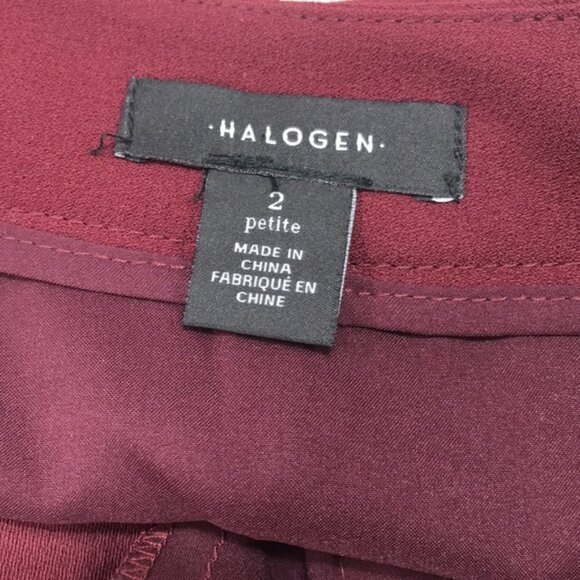 ·HALOGEN·
2
petite
MADE IN
CHINA
FABRIQUÉ EN
CHINE